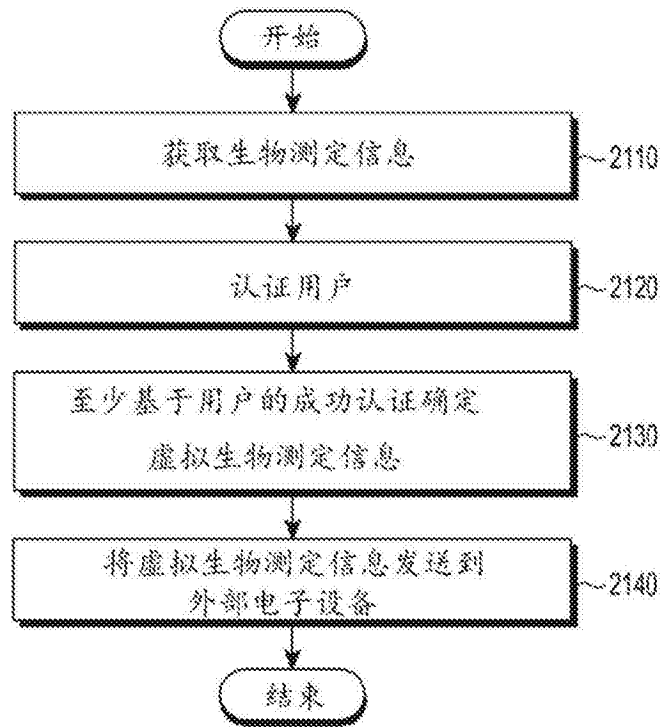 开始
获取生物测定信息
2110
认证用户
2120
至少基于用户的成功认证确定
虚拟生物测定信息
2130
将虚拟生物测定信息发送到
外部电子设备
2140
结束